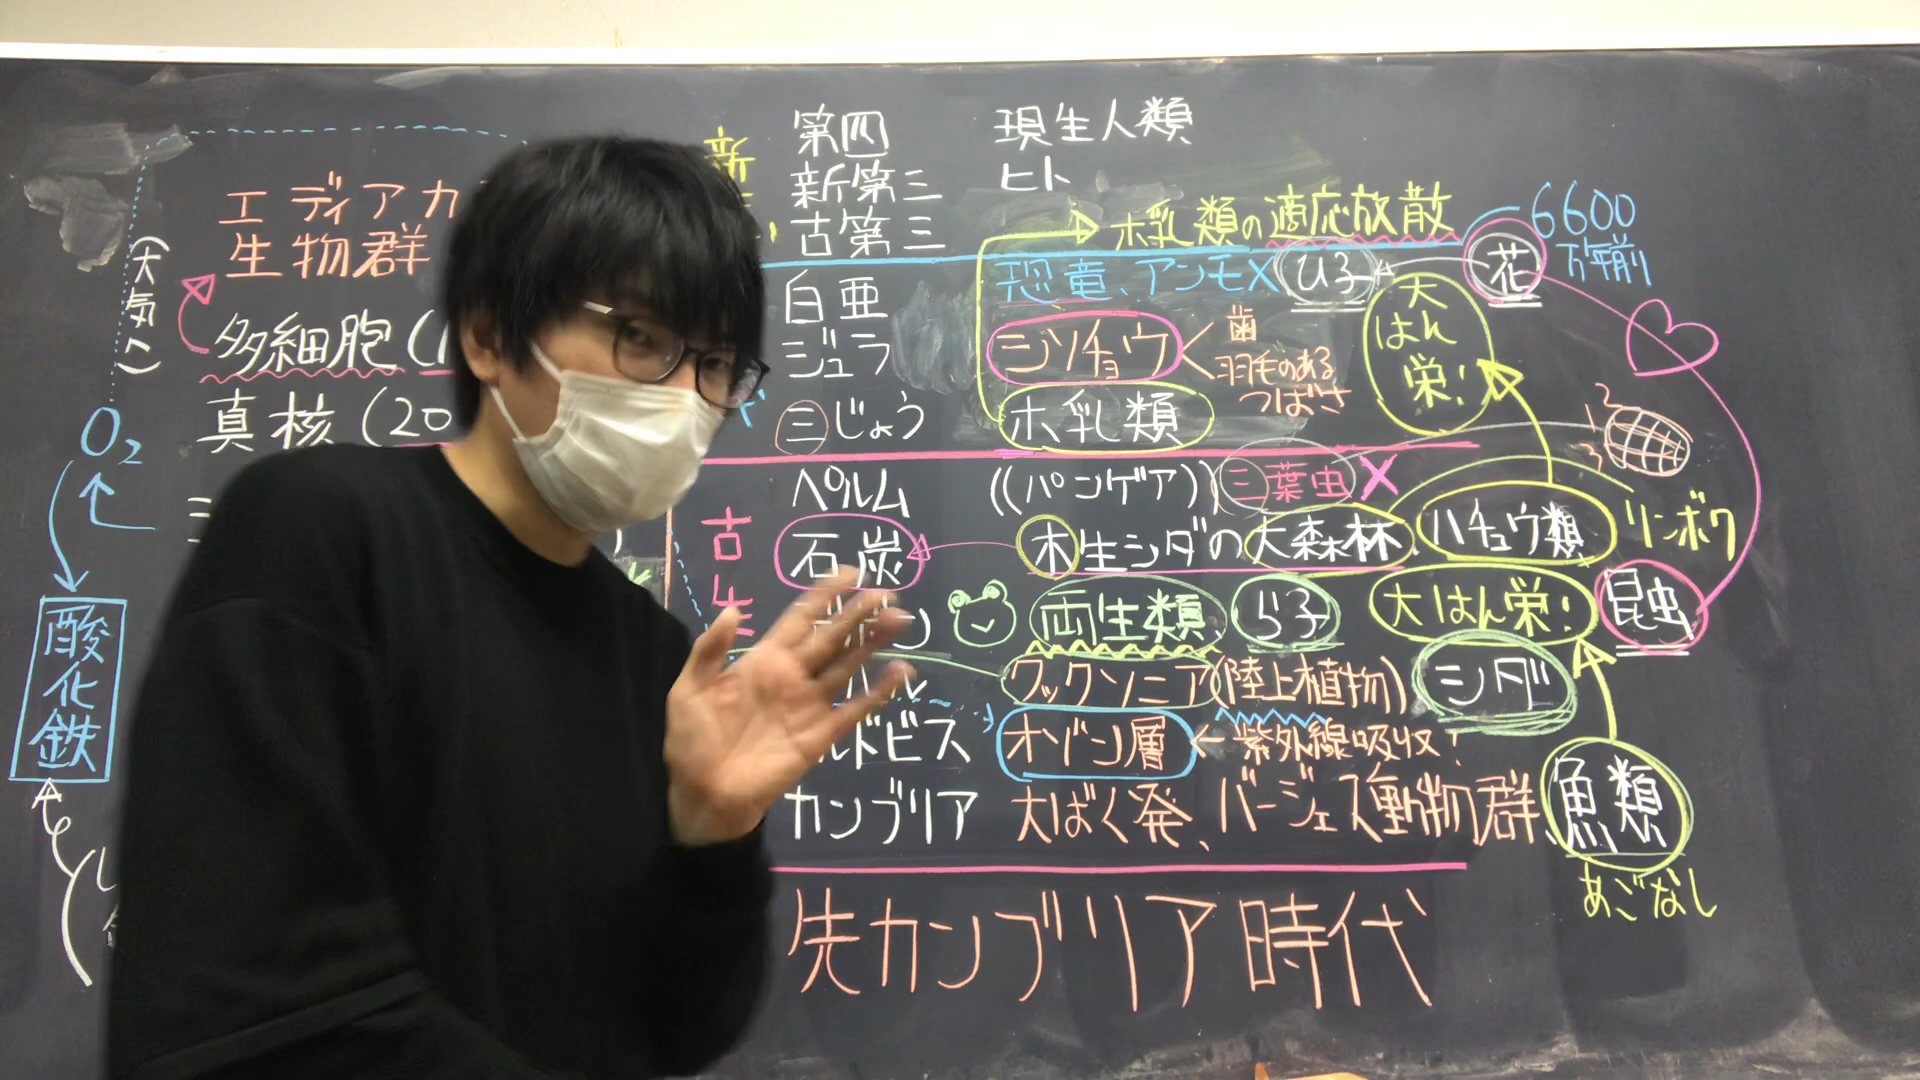 (大気へ)
O2
酸化鉄
エディアカ
生物群
多細胞(1
真核(20
新
第四 現生人類
新第三 ヒト
古第三 ホ乳類の適応放散 6600万年前
白亜 恐竜、アンモX ひ子 花
ジュラ シソチョウ<歯 羽毛のあるつばさ
大はん栄!
三じょう ホ乳類
1 2 3
古生
ペルム ((パンゲア)) 三葉虫X
石炭 木生シダの大森林、ハチュウ類 リンボク
両生類、ら子 大はん栄! 昆虫
クックソニア(陸上植物) シダ
ルドビス オゾン層←紫外線吸収!
カンブリア 大ばく発、バージェス動物群、魚類
あごなし
先カンブリア時代